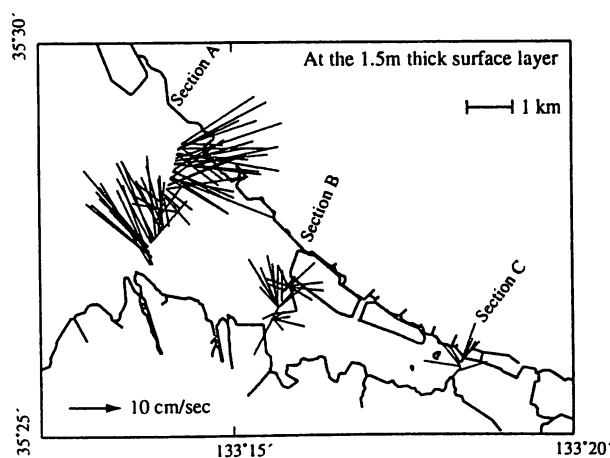 35°30´
Section A
At the 1.5m thick surface layer
1 km
Section B
Section C
10 cm/sec
35°25´
133°15´
133°20´